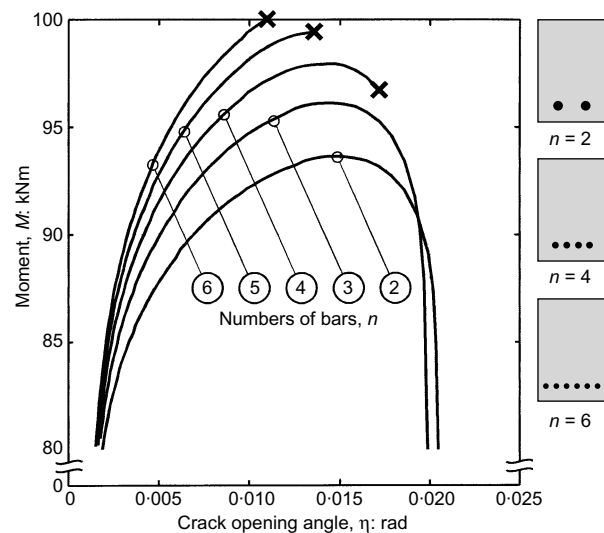 100
95
90
85
80
0
Moment, M: kNm
6 5 4 3 2
Numbers of bars, n
0 0·005 0·010 0·015 0·020 0·025
Crack opening angle, η: rad
n = 2
n = 4
n = 6